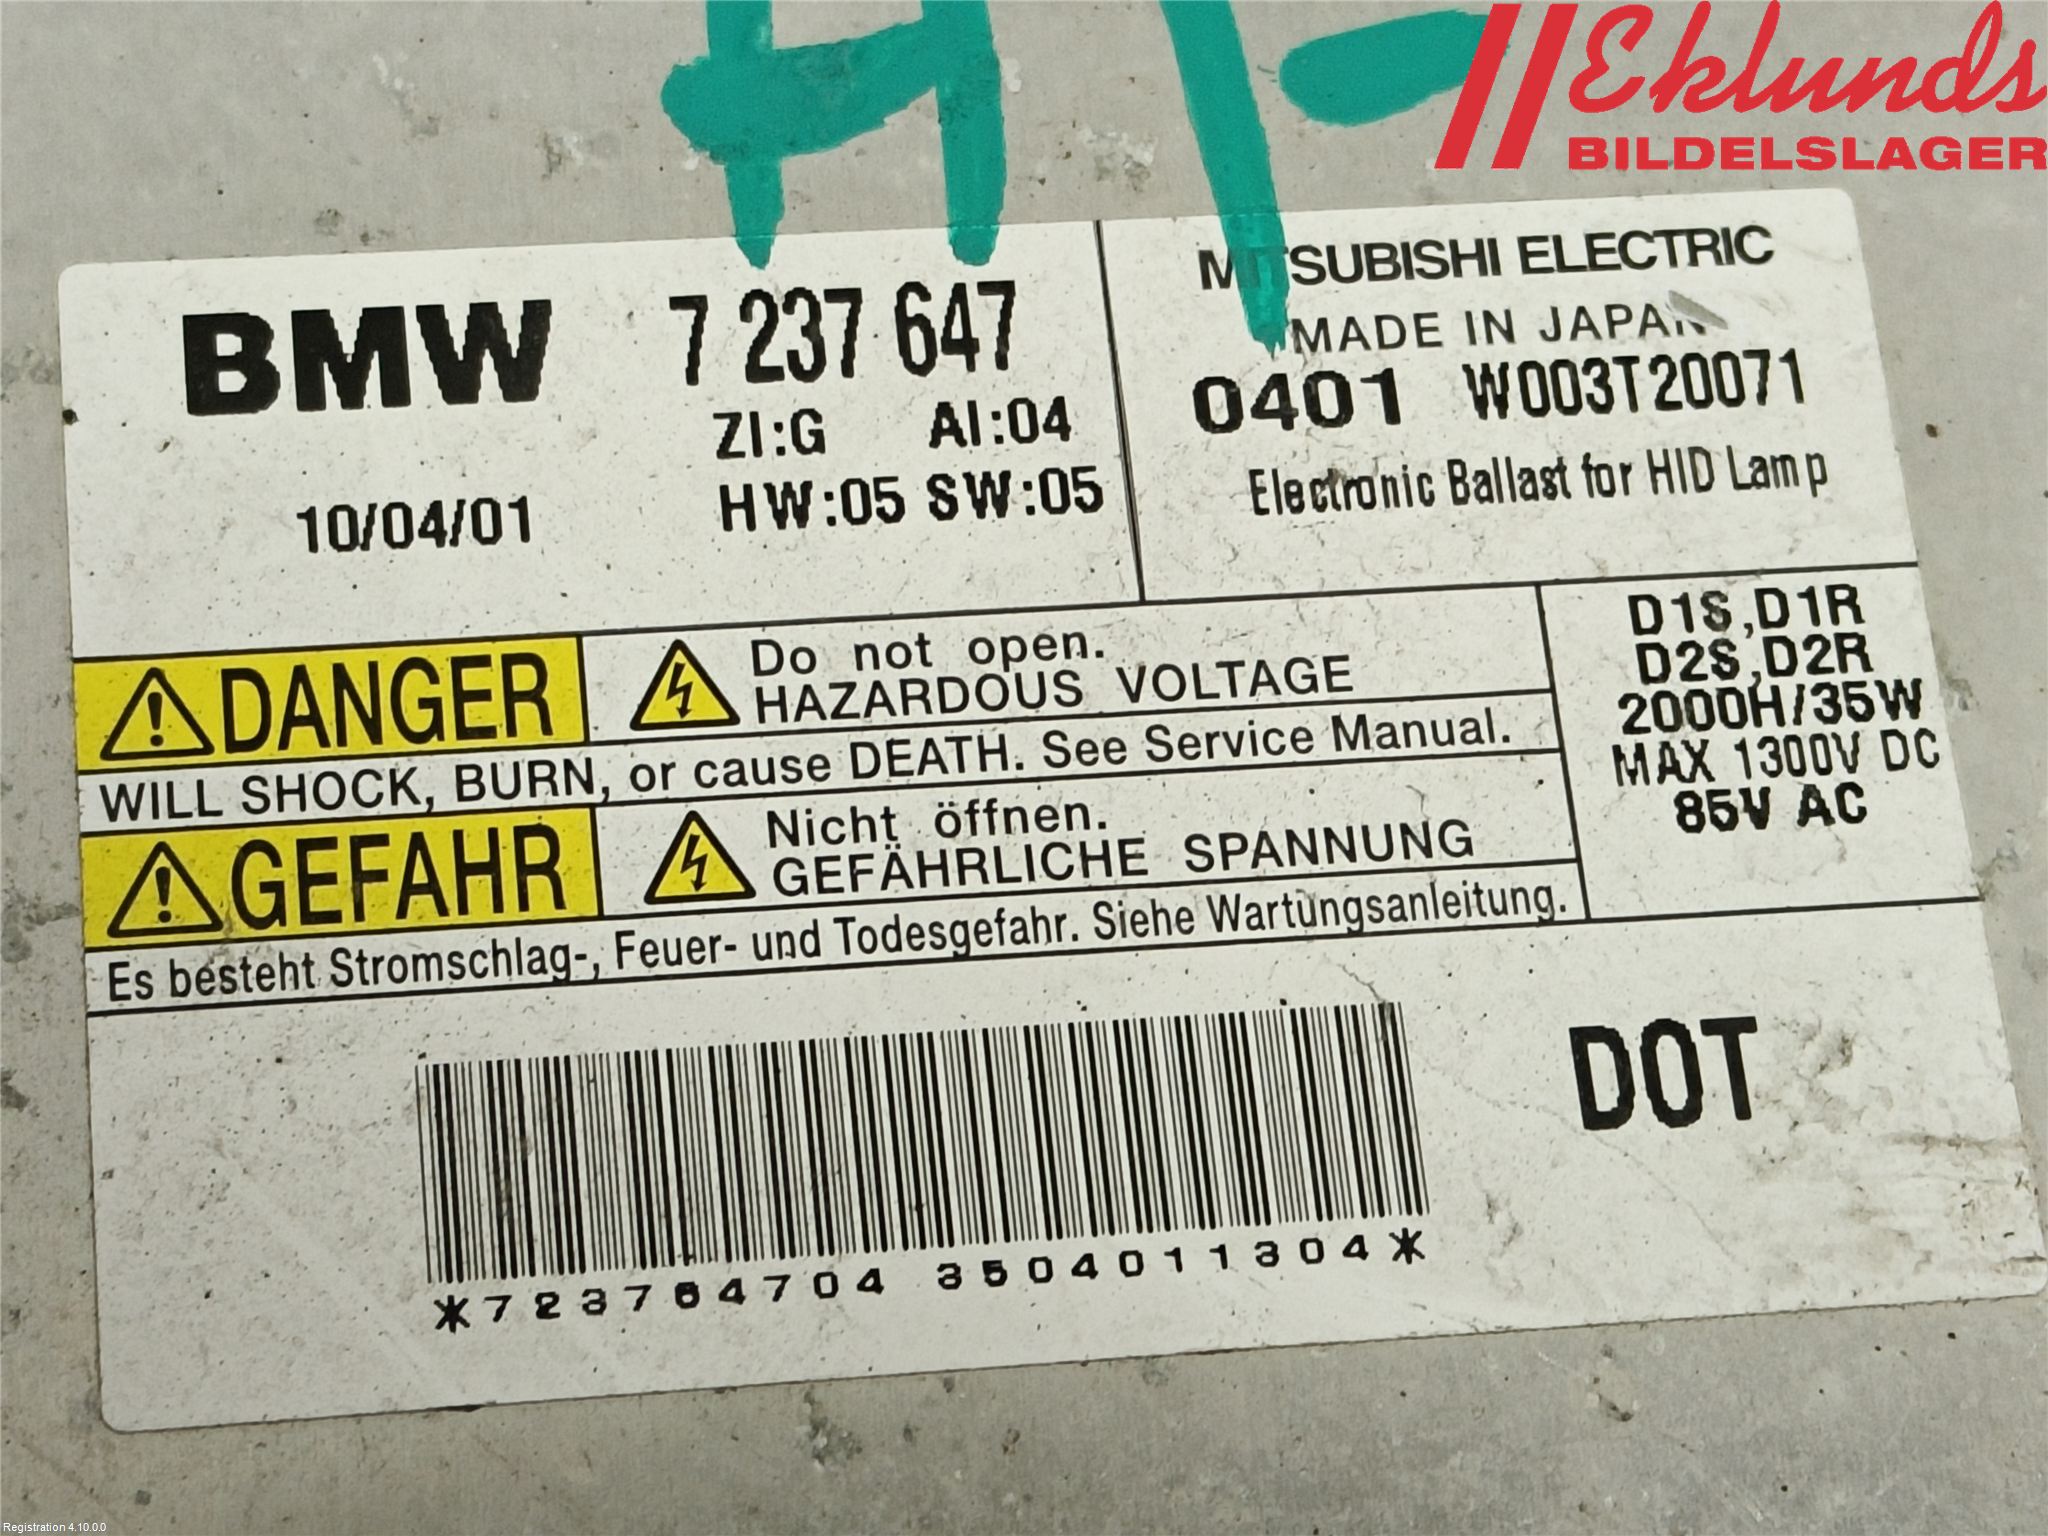 Eklunds
BILDELSLAGER
BMW 7 237 647
ZI:G AI:04
10/04/01 HW:05 SW:05
MITSUBISHI ELECTRIC
MADE IN JAPAN
0401 W003T20071
Electronic Ballast for HID Lamp
DANGER
Do not open.
HAZARDOUS VOLTAGE
WILL SHOCK, BURN, or cause DEATH. See Service Manual.
GEFAHR
Nicht öffnen.
GEFÄHRLICHE SPANNUNG
Es besteht Stromschlag-, Feuer- und Todesgefahr. Siehe Wartungsanleitung.
D1S,D1R
D2S,D2R
2000H/35W
MAX 1300V DC
85V AC
DOT
*723764704 3504011304*
Registration 4.10.0.0